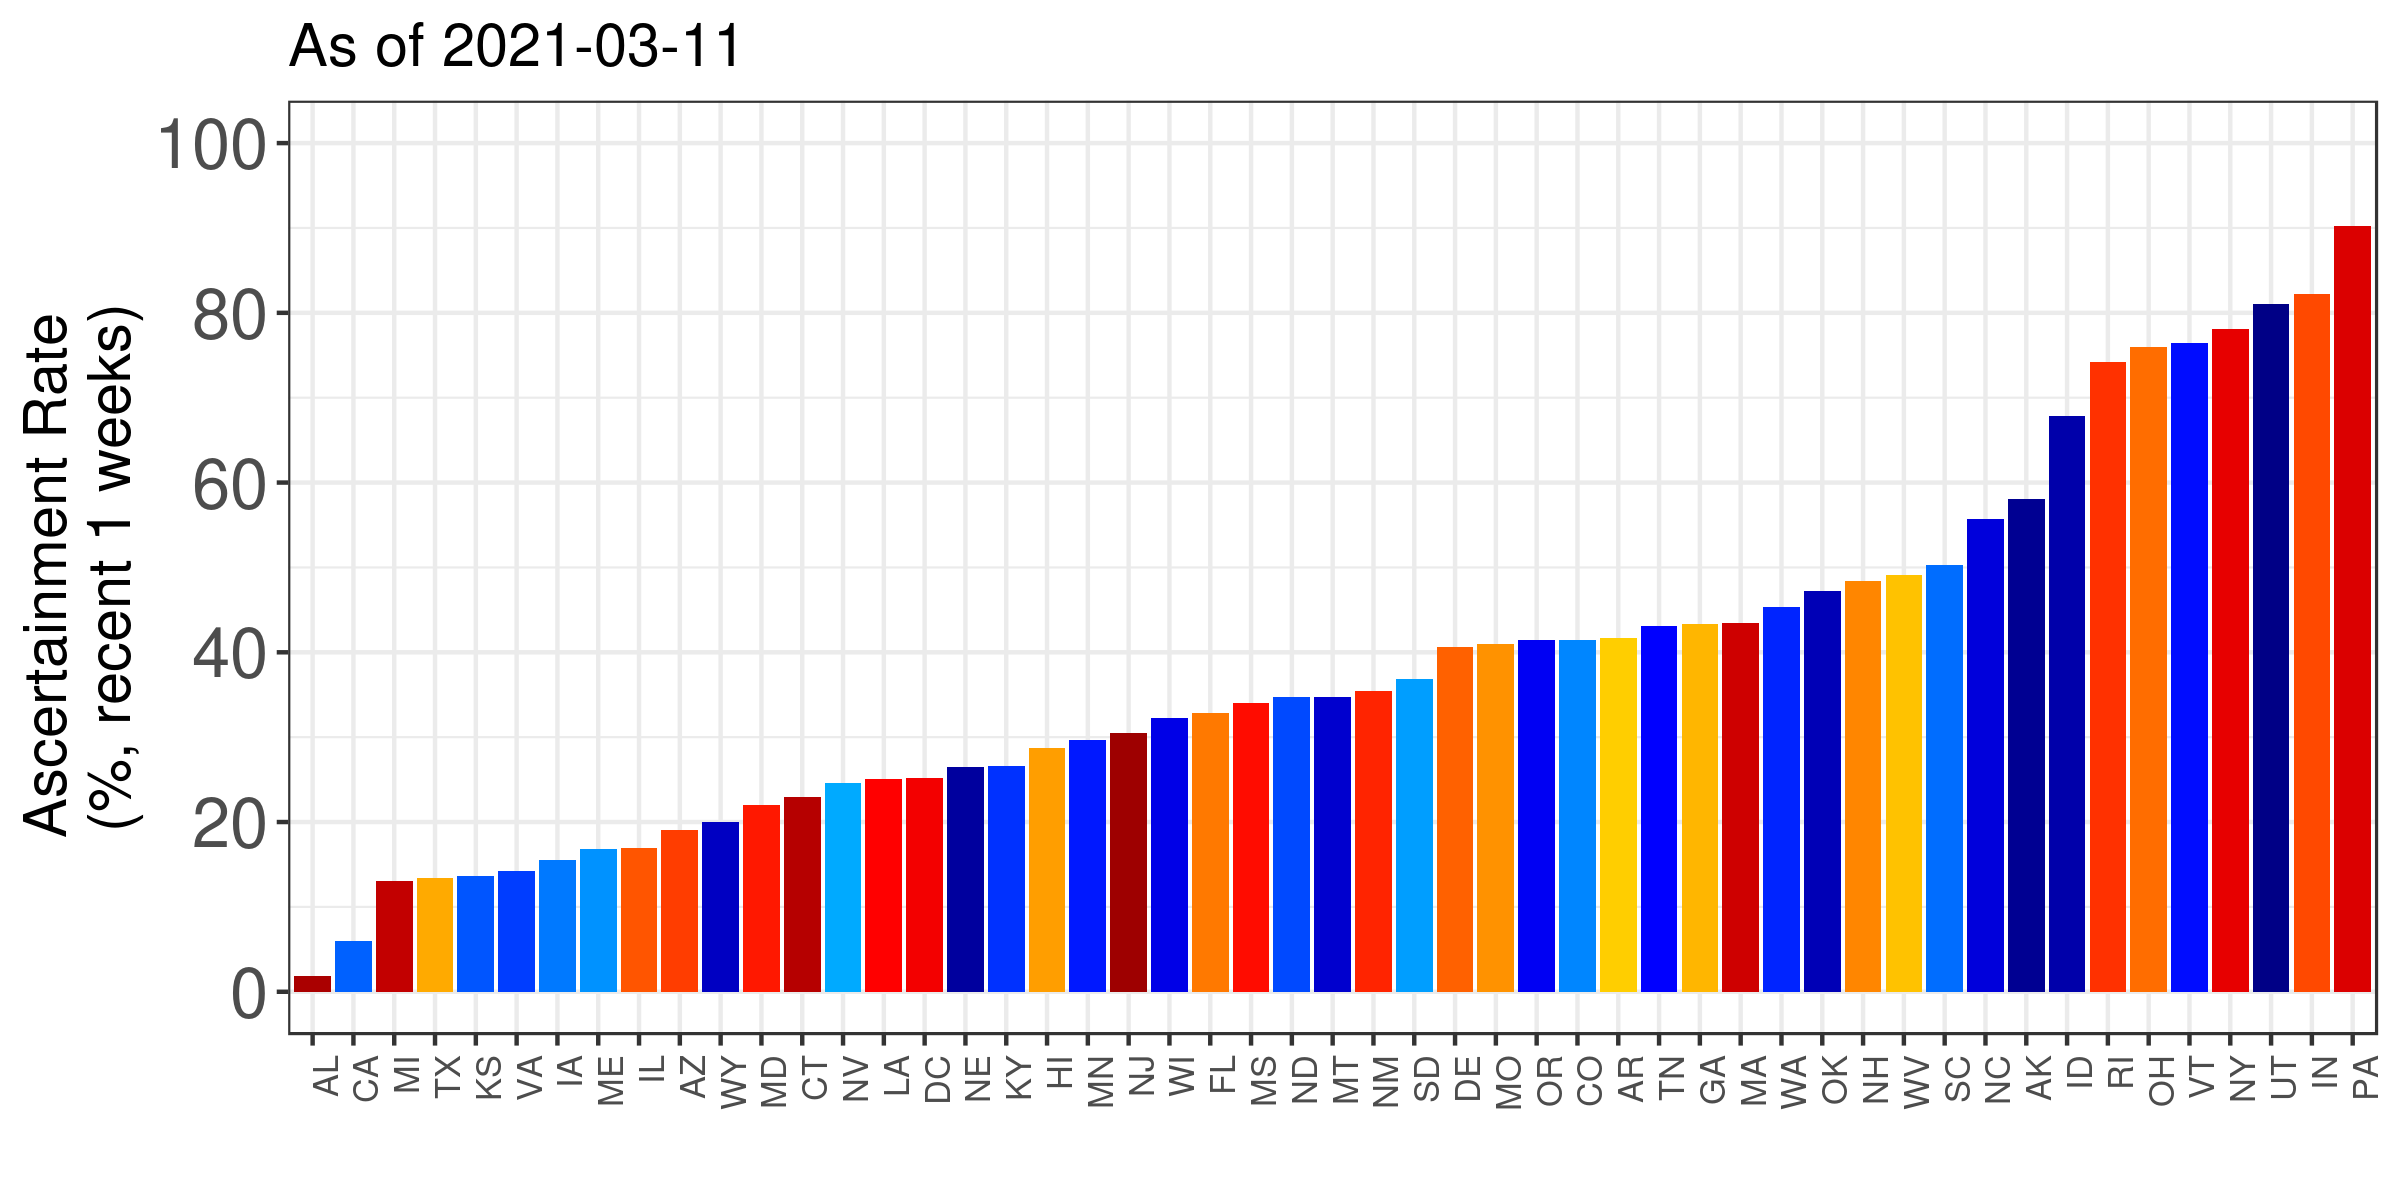 As of 2021-03-11
Ascertainment Rate
(%, recent 1 weeks)
100
80
60
40
20
0
AL CA MI TX KS VA IA ME IL AZ WY MD CT NV LA DC NE KY HI MN NJ WI FL MS ND MT NM SD DE MO OR CO AR TN GA MA WA OK NH WV SC NC AK ID RI OH VT NY UT IN PA